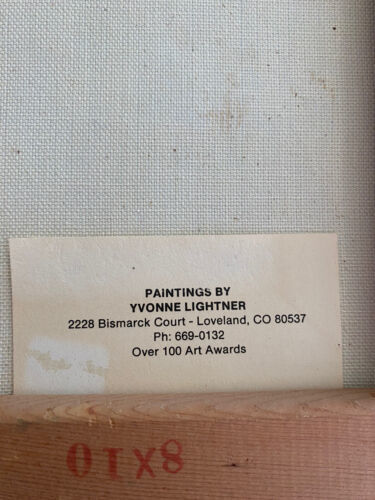 PAINTINGS BY
YVONNE LIGHTNER
2228 Bismarck Court - Loveland, CO 80537
Ph: 669-0132
Over 100 Art Awards
8X10